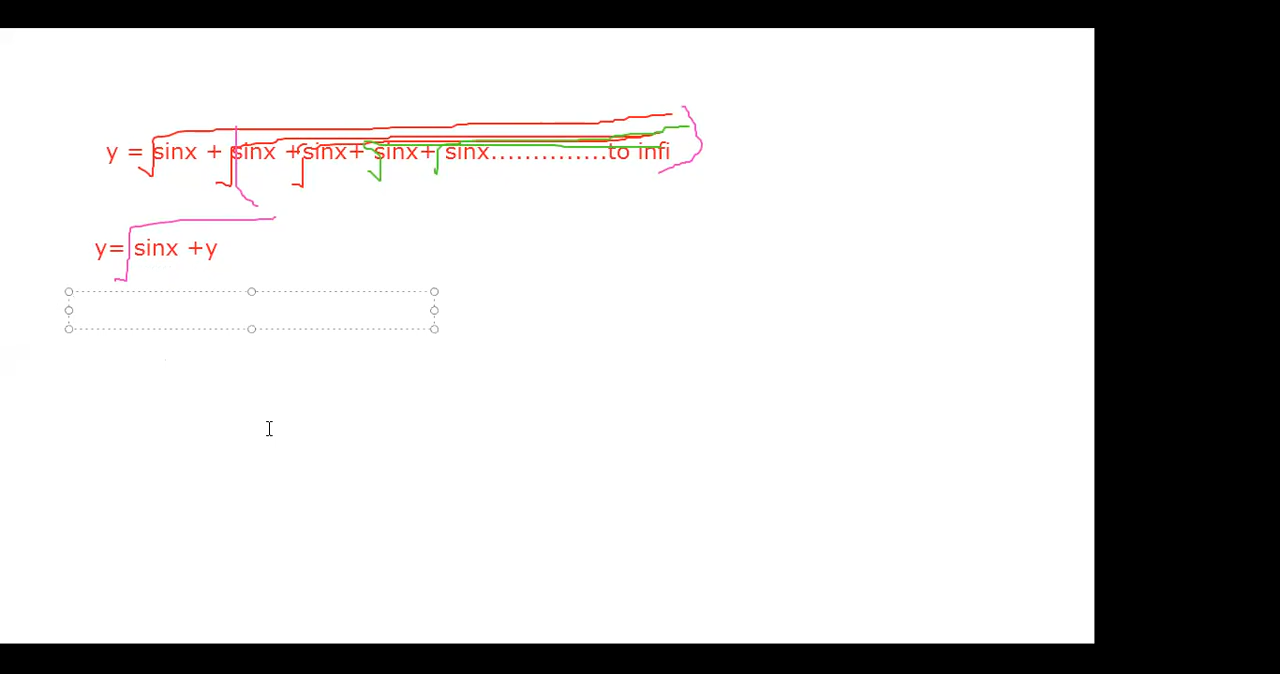 y = √sinx + √sinx +√sinx+ √sinx+ √sinx..............to infi
y= √sinx +y